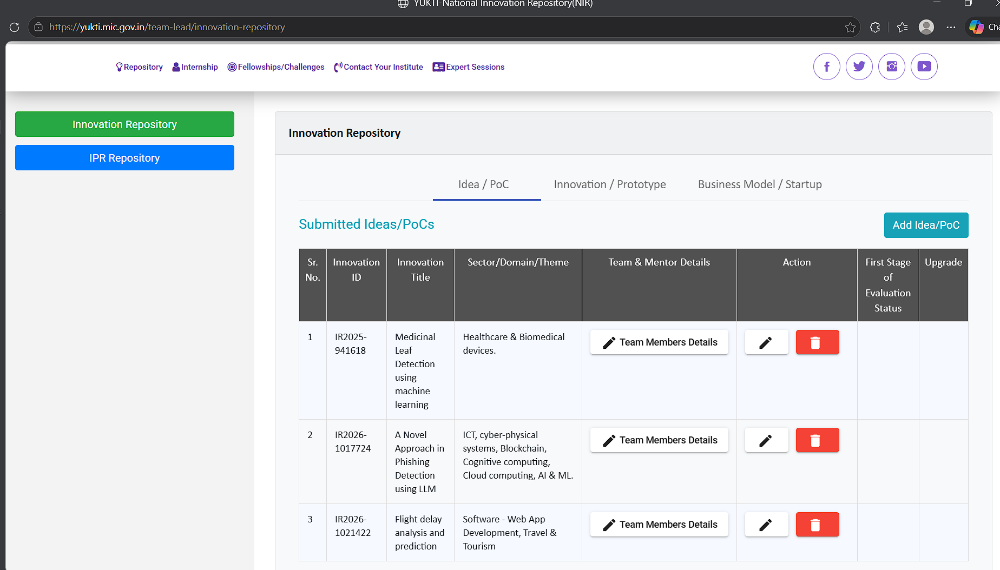 YUKTI-National Innovation Repository(NIR)
https://yukti.mic.gov.in/team-lead/innovation-repository
Repository Internship Fellowships/Challenges Contact Your Institute Expert Sessions
Innovation Repository
IPR Repository
Innovation Repository
Idea / PoC Innovation / Prototype Business Model / Startup
Submitted Ideas/PoCs
Add Idea/PoC
Sr. No. Innovation ID Innovation Title Sector/Domain/Theme Team & Mentor Details Action First Stage of Evaluation Status Upgrade
1
IR2025-
941618
Medicinal
Leaf
Detection
using
machine
learning
Healthcare & Biomedical
devices.
Team Members Details
2
IR2026-
1017724
A Novel
Approach in
Phishing
Detection
using LLM
ICT, cyber-physical
systems, Blockchain,
Cognitive computing,
Cloud computing, AI & ML.
Team Members Details
3
IR2026-
1021422
Flight delay
analysis and
prediction
Software - Web App
Development, Travel &
Tourism
Team Members Details